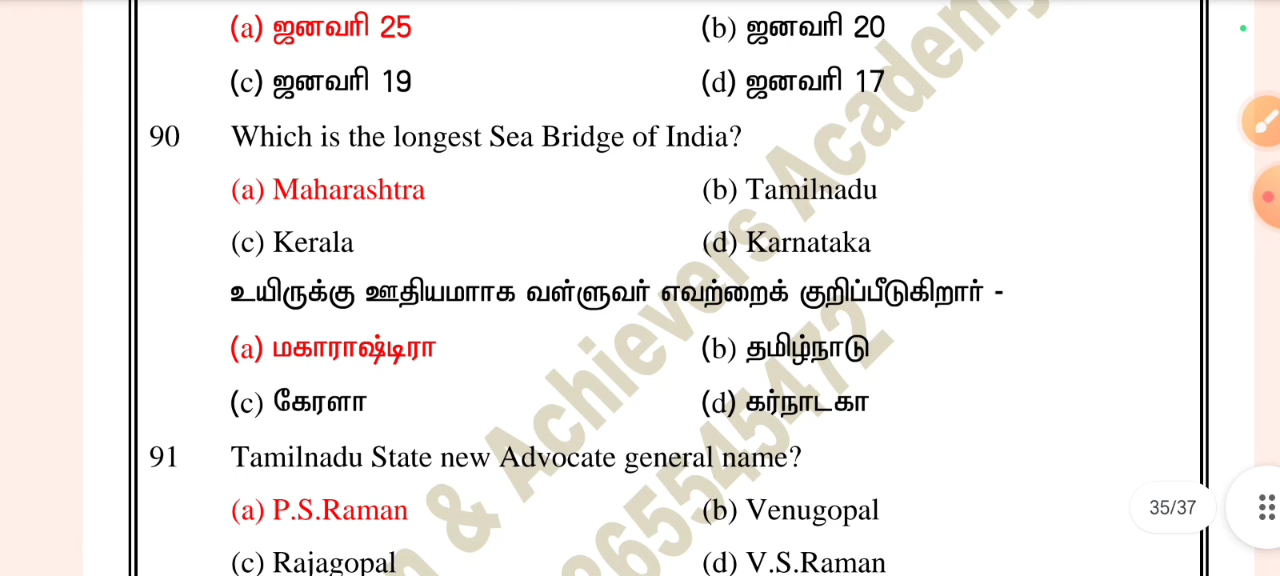 (a) ஜனவரி 25 (b) ஜனவரி 20
(c) ஜனவரி 19 (d) ஜனவரி 17
90 Which is the longest Sea Bridge of India?
(a) Maharashtra (b) Tamilnadu
(c) Kerala (d) Karnataka
உயிருக்கு ஊதியமாக வள்ளுவர் எவற்றைக் குறிப்பீடுகிறார் -
(a) மகாராஷ்டிரா (b) தமிழ்நாடு
(c) கேரளா (d) கர்நாடகா
91 Tamilnadu State new Advocate general name?
(a) P.S.Raman (b) Venugopal
35/37
(c) Rajagopal (d) V.S.Raman
& Achievers Academy